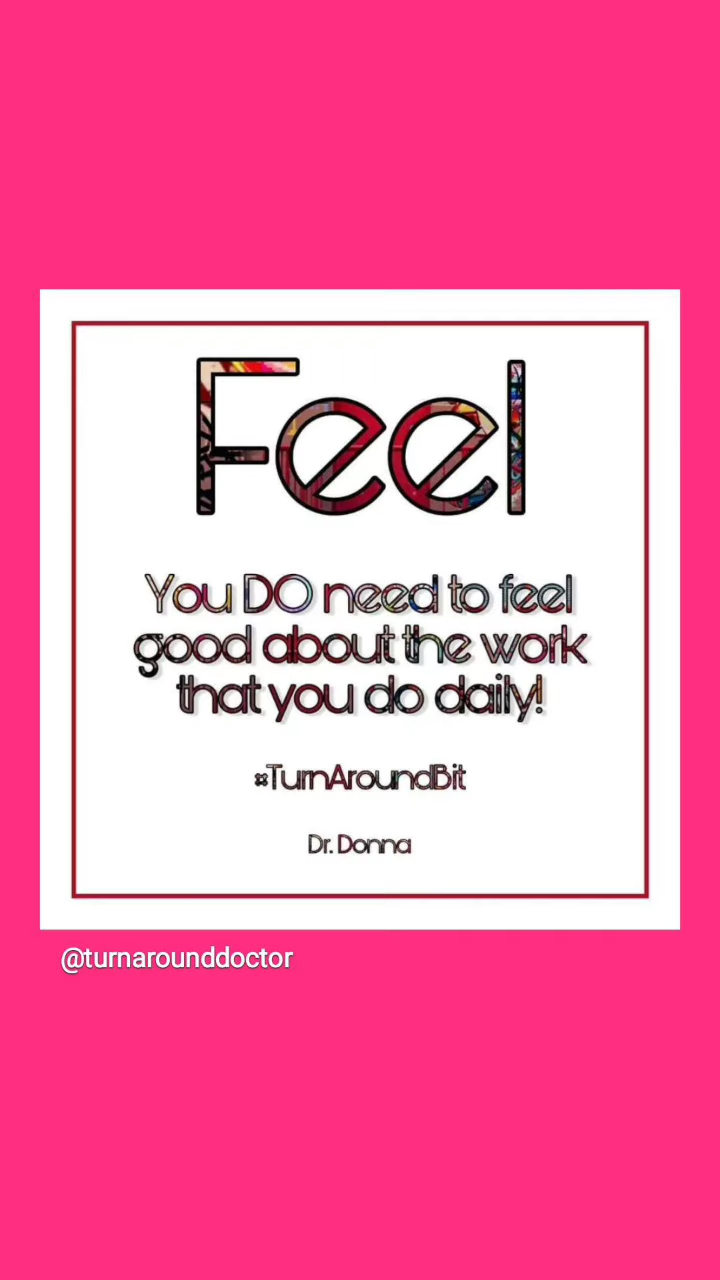 Feel
You DO need to feel
good about the work
that you do daily!
#TurnAroundBit
Dr. Donna
@turnarounddoctor